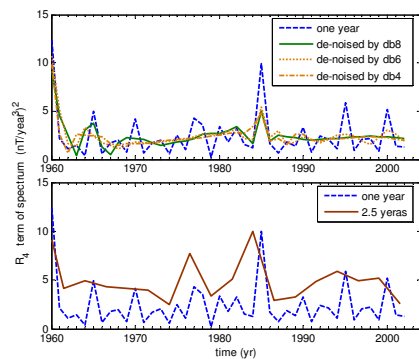 R₄ term of spectrum (nT/year³)²
15
10
5
0
1960 1970 1980 1990 2000
one year
de-noised by db8
de-noised by db6
de-noised by db4
15
10
5
0
1960 1970 1980 1990 2000
one year
2.5 yeras
time (yr)